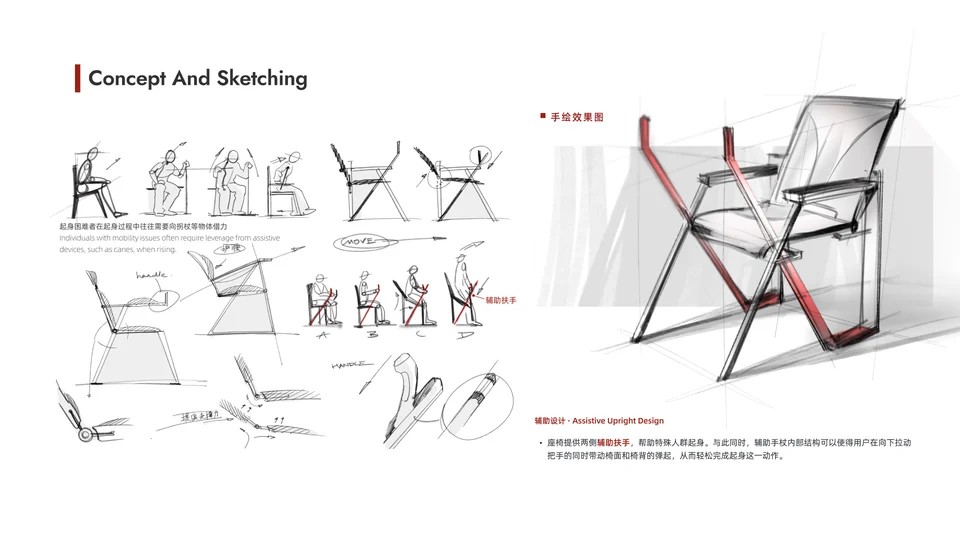 Concept And Sketching
起身困难者在起身过程中往往需要向拐杖等物体借力
Individuals with mobility issues often require leverage from assistive
devices, such as canes, when rising.
handle
MOVE
A B C D
辅助扶手
HANDLE
手绘效果图
辅助设计 · Assistive Upright Design
• 座椅提供两侧辅助扶手，帮助特殊人群起身。与此同时，辅助手杖内部结构可以使得用户在向下拉动
把手的同时带动椅面和椅背的弹起，从而轻松完成起身这一动作。